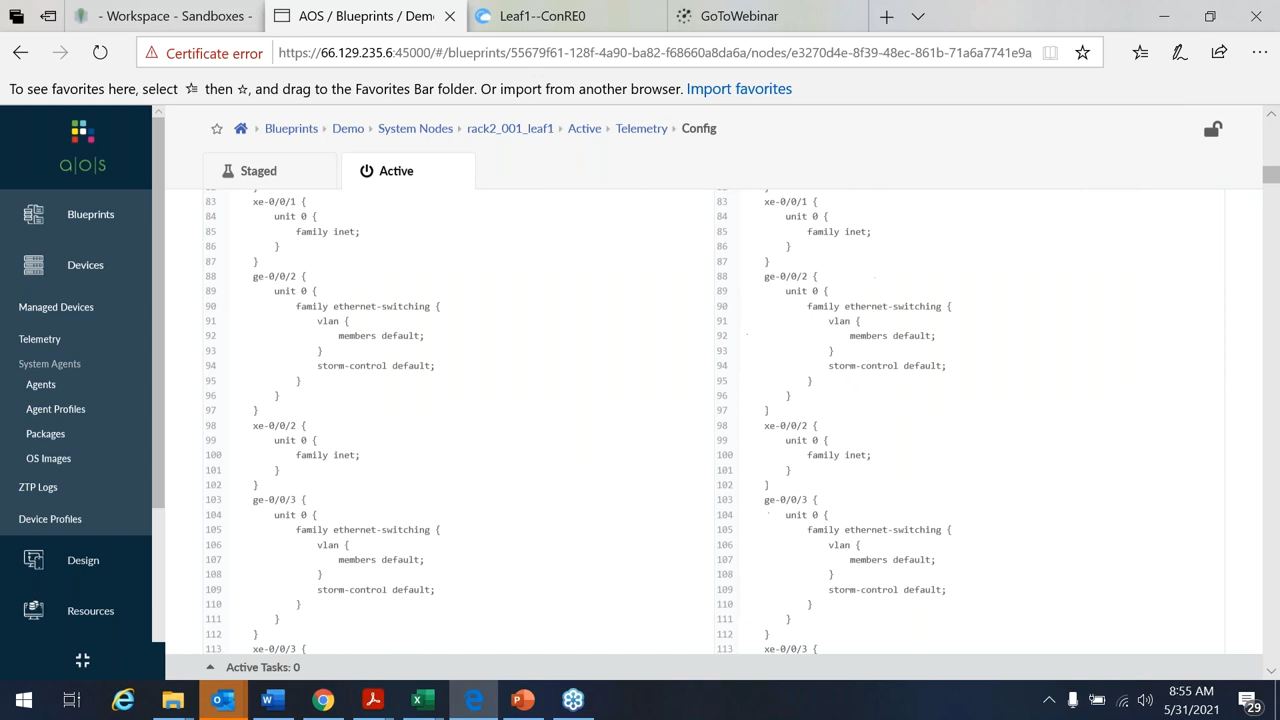 - Workspace - Sandboxes -
AOS / Blueprints / Demo
Leaf1--ConRE0
GoToWebinar
Certificate error
https://66.129.235.6:45000/#/blueprints/55679f61-128f-4a90-ba82-f68660a8da6a/nodes/e3270d4e-8f39-48ec-861b-71a6a7741e9a
To see favorites here, select then ☆, and drag to the Favorites Bar folder. Or import from another browser. Import favorites
a|o|s
Blueprints
Devices
Managed Devices
Telemetry
System Agents
Agents
Agent Profiles
Packages
OS Images
ZTP Logs
Device Profiles
Design
Resources
Blueprints › Demo › System Nodes › rack2_001_leaf1 › Active › Telemetry › Config
Staged
Active
83 xe-0/0/1 {
84 unit 0 {
85 family inet;
86 }
87 }
88 ge-0/0/2 {
89 unit 0 {
90 family ethernet-switching {
91 vlan {
92 members default;
93 }
94 storm-control default;
95 }
96 }
97 }
98 xe-0/0/2 {
99 unit 0 {
100 family inet;
101 }
102 }
103 ge-0/0/3 {
104 unit 0 {
105 family ethernet-switching {
106 vlan {
107 members default;
108 }
109 storm-control default;
110 }
111 }
112 }
113 xe-0/0/3 {
83 xe-0/0/1 {
84 unit 0 {
85 family inet;
86 }
87 }
88 ge-0/0/2 {
89 unit 0 {
90 family ethernet-switching {
91 vlan {
92 members default;
93 }
94 storm-control default;
95 }
96 }
97 }
98 xe-0/0/2 {
99 unit 0 {
100 family inet;
101 }
102 }
103 ge-0/0/3 {
104 unit 0 {
105 family ethernet-switching {
106 vlan {
107 members default;
108 }
109 storm-control default;
110 }
111 }
112 }
113 xe-0/0/3 {
Active Tasks: 0
8:55 AM
5/31/2021
29